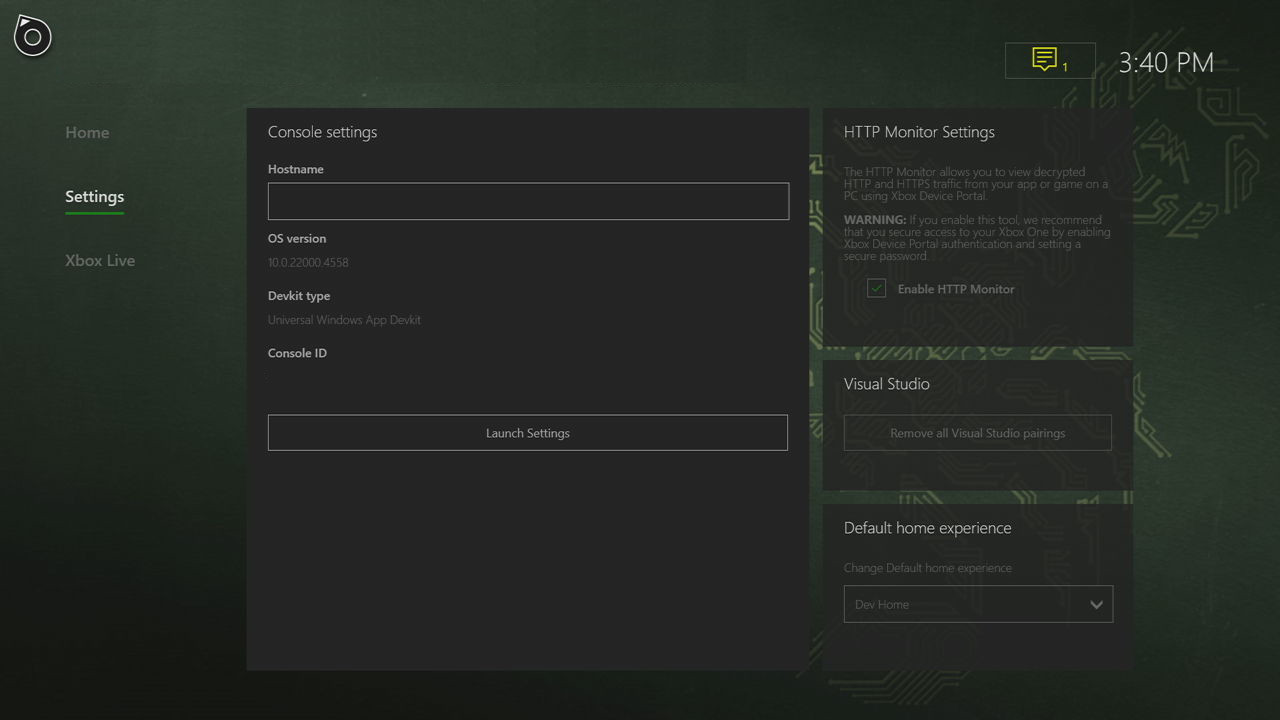 1
3:40 PM
Home
Settings
Xbox Live
Console settings
Hostname
OS version
10.0.22000.4558
Devkit type
Universal Windows App Devkit
Console ID
Launch Settings
HTTP Monitor Settings
The HTTP Monitor allows you to view decrypted
HTTP and HTTPS traffic from your app or game on a
PC using Xbox Device Portal.
WARNING: If you enable this tool, we recommend
that you secure access to your Xbox One by enabling
Xbox Device Portal authentication and setting a
secure password.
Enable HTTP Monitor
Visual Studio
Remove all Visual Studio pairings
Default home experience
Change Default home experience
Dev Home